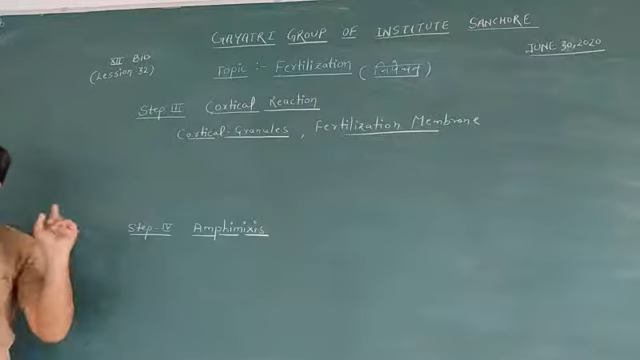 GAYATRI GROUP OF INSTITUTE SANCHORE
JUNE 30, 2020
XII Bio
(Lession 32)
Topic :- Fertilization (निषेचन)
Step III Cortical Reaction
Cortical-Granules, Fertilization Membrane
Step-IV Amphimixis